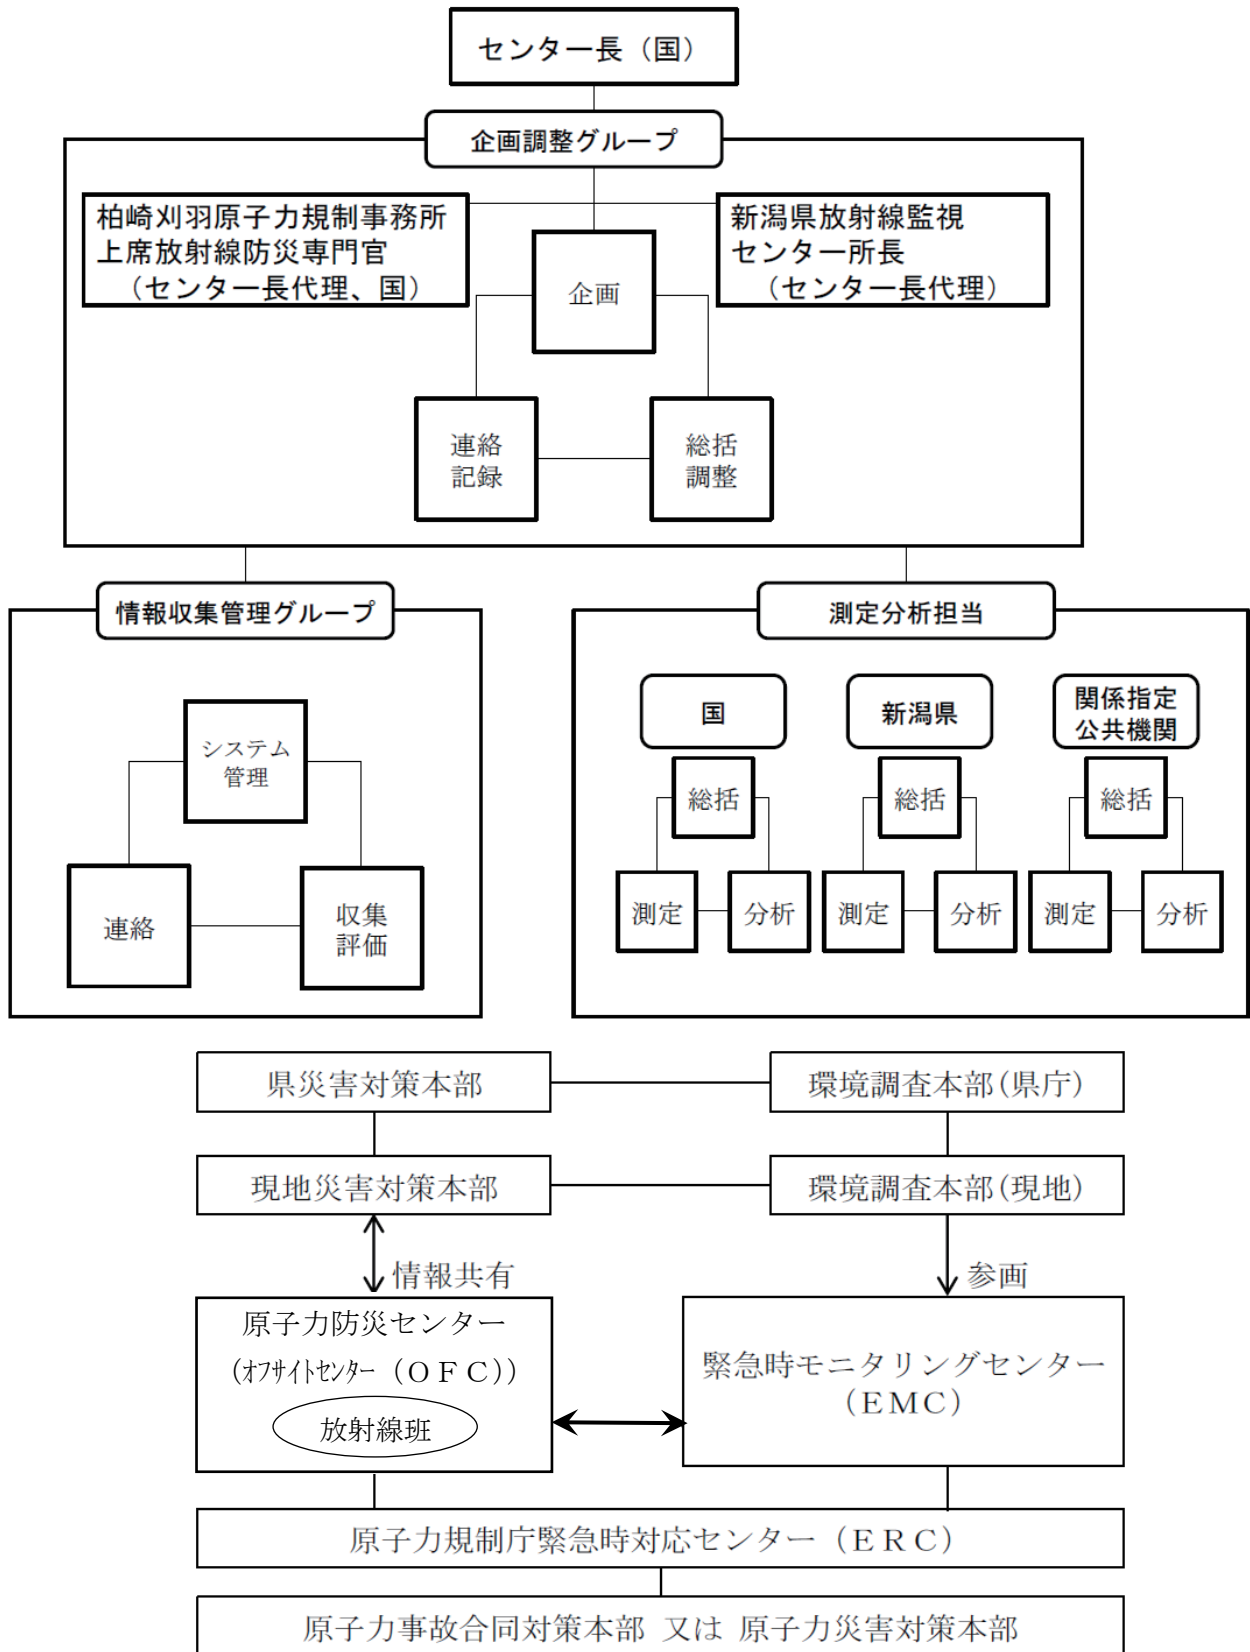 センター長（国）
企画調整グループ
柏崎刈羽原子力規制事務所
上席放射線防災専門官
（センター長代理、国）
新潟県放射線監視
センター所長
（センター長代理）
企画
連絡
記録
総括
調整
情報収集管理グループ
システム
管理
連絡
収集
評価
測定分析担当
国
新潟県
関係指定
公共機関
総括
総括
総括
測定
分析
測定
分析
測定
分析
県災害対策本部
環境調査本部(県庁)
現地災害対策本部
環境調査本部(現地)
情報共有
参画
原子力防災センター
(ｵﾌｻｲﾄｾﾝﾀｰ（ＯＦＣ))
放射線班
緊急時モニタリングセンター
（ＥＭＣ）
原子力規制庁緊急時対応センター（ＥＲＣ）
原子力事故合同対策本部 又は 原子力災害対策本部